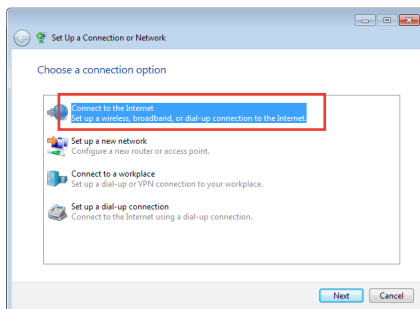 Set Up a Connection or Network
Choose a connection option
Connect to the Internet
Set up a wireless, broadband, or dial-up connection to the Internet.
Set up a new network
Configure a new router or access point.
Connect to a workplace
Set up a dial-up or VPN connection to your workplace.
Set up a dial-up connection
Connect to the Internet using a dial-up connection.
Next Cancel